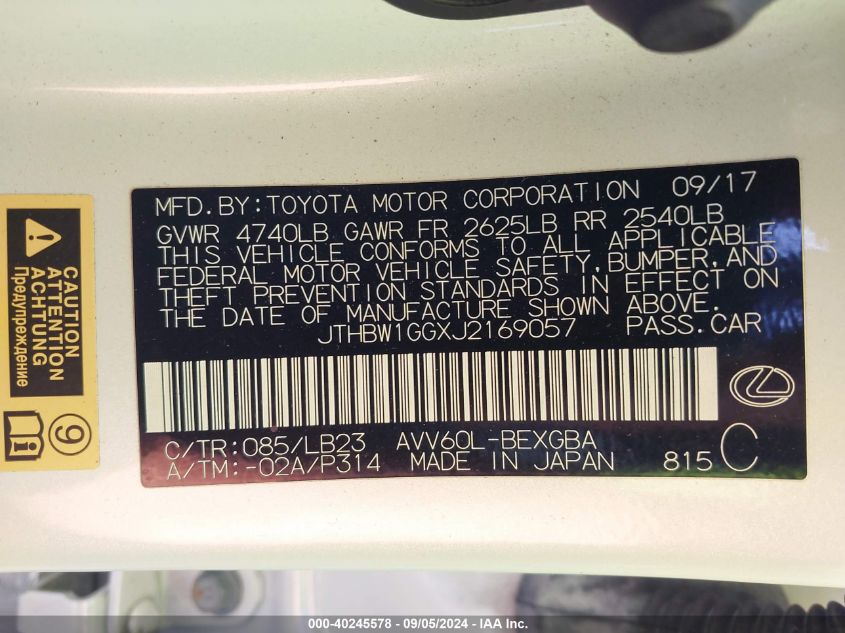 MFD. BY: TOYOTA MOTOR CORPORATION 09/17
GVWR 4740LB GAWR FR 2625LB RR 2540LB
THIS VEHICLE CONFORMS TO ALL APPLICABLE
FEDERAL MOTOR VEHICLE SAFETY, BUMPER, AND
THEFT PREVENTION STANDARDS IN EFFECT ON
THE DATE OF MANUFACTURE SHOWN ABOVE.
JTHBW1GGXJ2169057 PASS. CAR
C/TR: 085/LB23 AVV60L-BEXGBA
A/TM: -02A/P314 MADE IN JAPAN 815 C
CAUTION
ATTENTION
ACHTUNG
Предупреждение
9
000-40245578 - 09/05/2024 - IAA Inc.